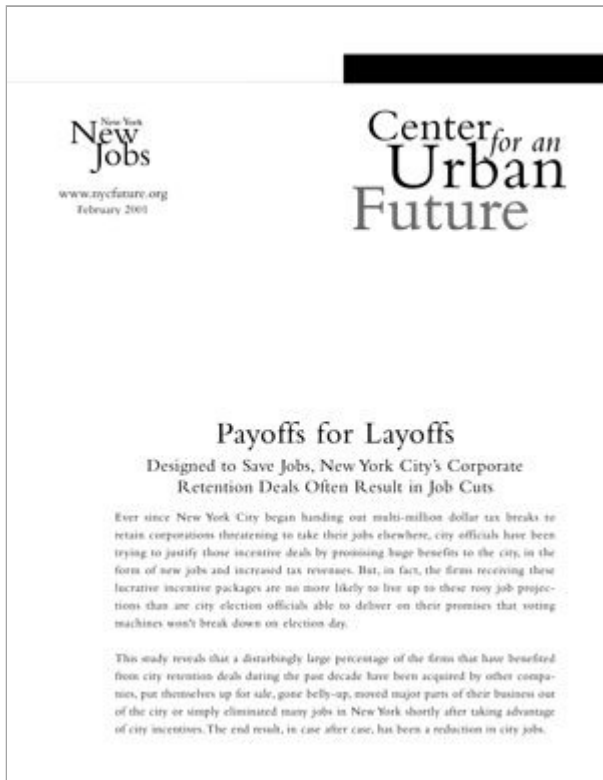 New York
New
Jobs
www.nycfuture.org
February 2001
Center for an
Urban
Future
Payoffs for Layoffs
Designed to Save Jobs, New York City's Corporate
Retention Deals Often Result in Job Cuts
Ever since New York City began handing out multi-million dollar tax breaks to
retain corporations threatening to take their jobs elsewhere, city officials have been
trying to justify those incentive deals by promising huge benefits to the city, in the
form of new jobs and increased tax revenues. But, in fact, the firms receiving these
lucrative incentive packages are no more likely to live up to these rosy job projec-
tions than are city election officials able to deliver on their promises that voting
machines won't break down on election day.
This study reveals that a disturbingly large percentage of the firms that have benefited
from city retention deals during the past decade have been acquired by other compa-
nies, put themselves up for sale, gone belly-up, moved major parts of their business out
of the city or simply eliminated many jobs in New York shortly after taking advantage
of city incentives. The end result, in case after case, has been a reduction in city jobs.